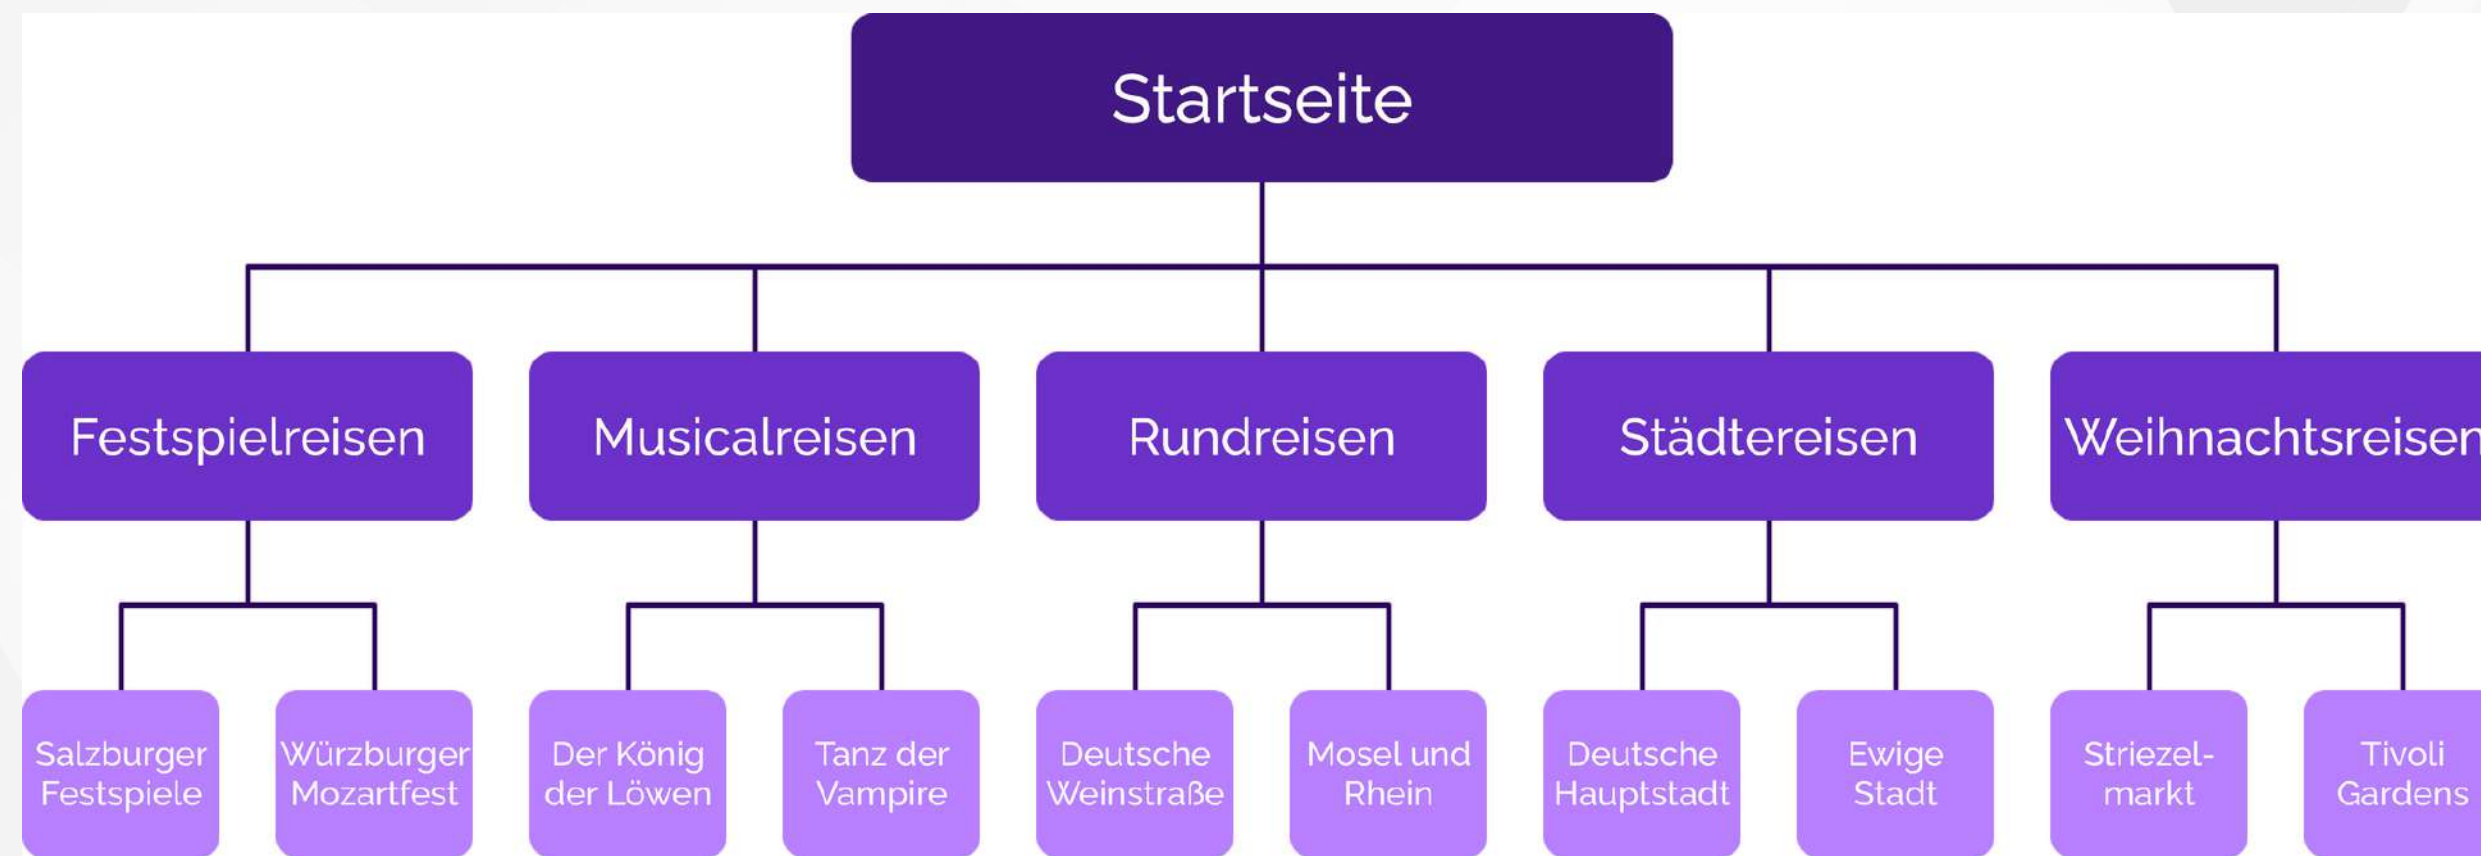 Startseite
Festspielreisen
Musicalreisen
Rundreisen
Städtereisen
Weihnachtsreisen
Salzburger
Festspiele
Würzburger
Mozartfest
Der König
der Löwen
Tanz der
Vampire
Deutsche
Weinstraße
Mosel und
Rhein
Deutsche
Hauptstadt
Ewige
Stadt
Striezel-
markt
Tivoli
Gardens